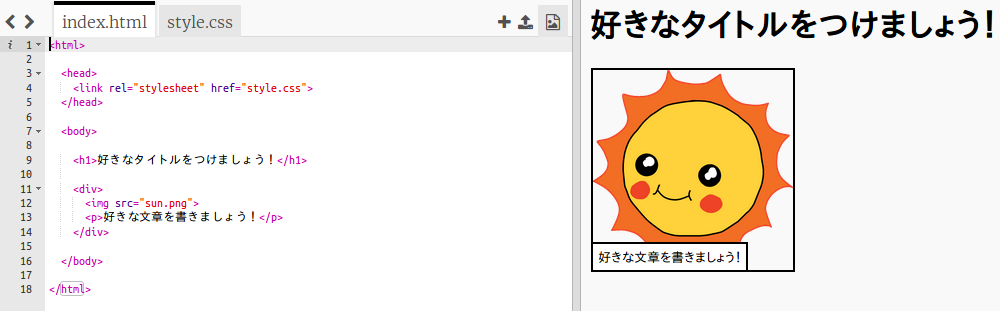 index.html style.css
i 1 <html>
2
3 <head>
4 <link rel="stylesheet" href="style.css">
5 </head>
6
7 <body>
8
9 <h1>好きなタイトルをつけましょう！</h1>
10
11 <div>
12 <img src="sun.png">
13 <p>好きな文章を書きましょう！</p>
14 </div>
15
16 </body>
17
18 </html>
好きなタイトルをつけましょう！
好きな文章を書きましょう！